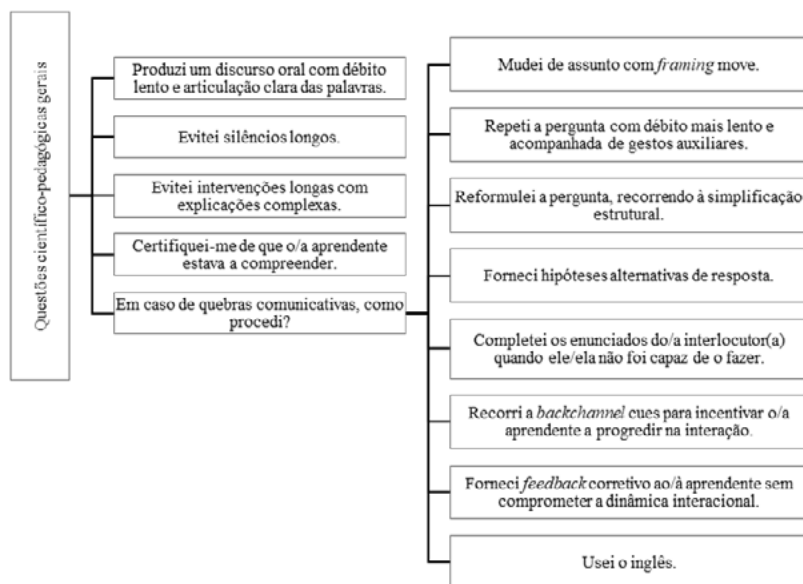 Questões científico-pedagógicas gerais
Produzi um discurso oral com débito
lento e articulação clara das palavras.
Evitei silêncios longos.
Evitei intervenções longas com
explicações complexas.
Certifiquei-me de que o/a aprendente
estava a compreender.
Em caso de quebras comunicativas, como
procedi?
Mudei de assunto com framing move.
Repeti a pergunta com débito mais lento e
acompanhada de gestos auxiliares.
Reformulei a pergunta, recorrendo à simplificação
estrutural.
Forneci hipóteses alternativas de resposta.
Completei os enunciados do/a interlocutor(a)
quando ele/ela não foi capaz de o fazer.
Recorri a backchannel cues para incentivar o/a
aprendente a progredir na interação.
Forneci feedback corretivo ao/à aprendente sem
comprometer a dinâmica interacional.
Usei o inglês.